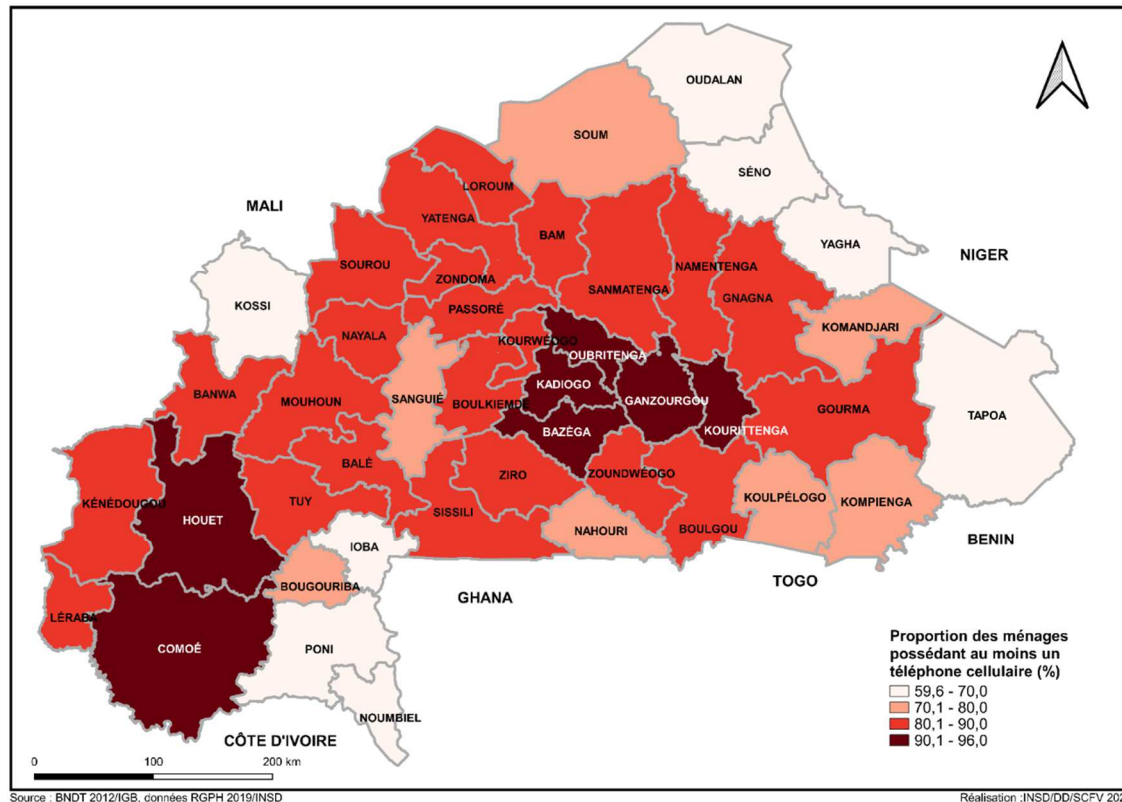 OUDALAN
SOUM
SÉNO
LOROUM
MALI
YATENGA
BAM
YAGHA
NIGER
SOUROU
ZONDOMA
NAMENTENGA
KOSSI
SANMATENGA
GNAGNA
PASSORÉ
KOMANDJARI
NAYALA
KOURWÉOGO
OUBRITENGA
KADIOGO
BANWA
MOUHOUN
SANGUIÉ
BOULKIEMDÉ
GANZOURGOU
GOURMA
TAPOA
BAZÈGA
KOURITTENGA
BALÉ
ZIRO
ZOUNDWÉOGO
KÉNÉDOUGOU
TUY
KOULPÉLOGO
KOMPIENGA
HOUET
SISSILI
NAHOURI
BOULGOU
IOBA
BENIN
BOUGOURIBA
TOGO
GHANA
LÉRABA
COMOÉ
PONI
NOUMBIEL
CÔTE D'IVOIRE
Proportion des ménages
possédant au moins un
téléphone cellulaire (%)
59,6 - 70,0
70,1 - 80,0
80,1 - 90,0
90,1 - 96,0
0 100 200 km
Source : BNDT 2012/IGB, données RGPH 2019/INSD
Réalisation :INSD/DD/SCFV 202